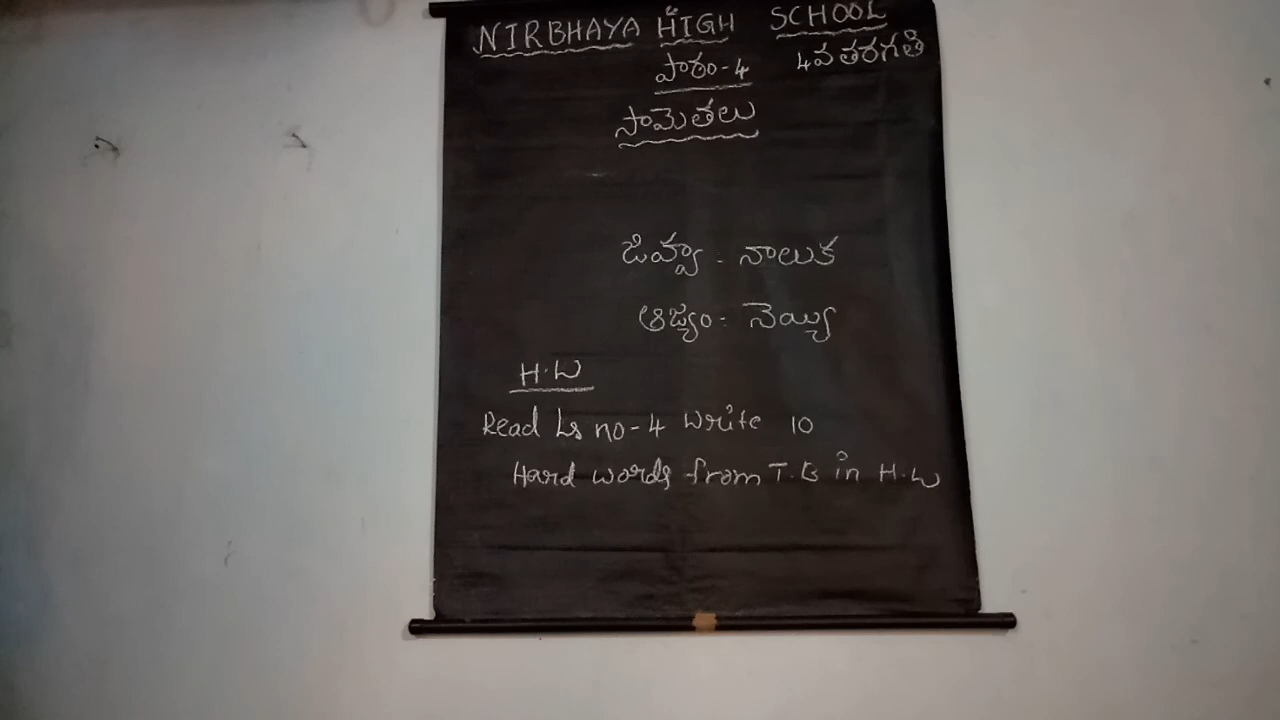 NIRBHAYA HIGH SCHOOL
పాఠం-4 4వ తరగతి
సామెతలు
జిహ్వా - నాలుక
ఆజ్యం - నెయ్యి
H.W
Read Ls no-4 write 10
Hard words from T.B in H.W